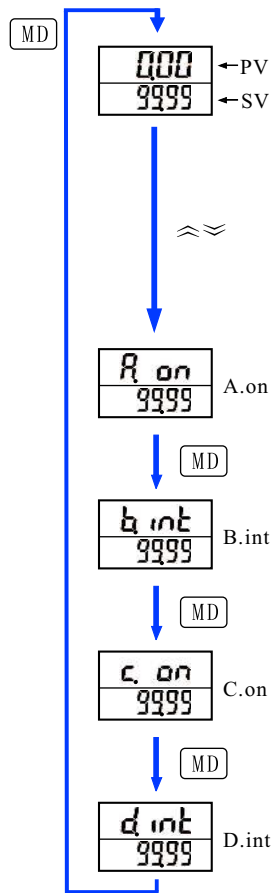 MD
0.00 PV
99.99 SV
A. on
99.99 A.on
MD
b. int
99.99 B.int
MD
c. on
99.99 C.on
MD
d. int
99.99 D.int